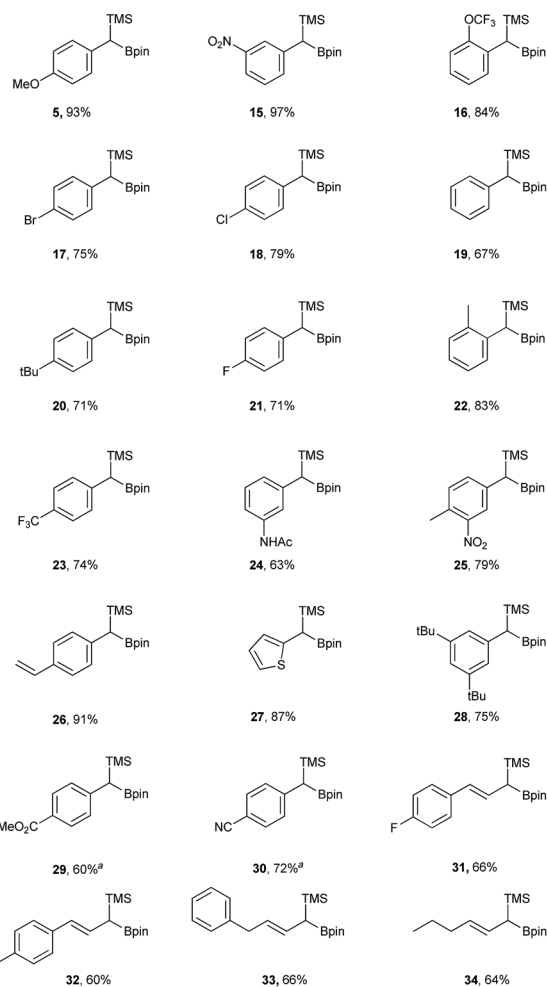 TMS
Bpin
MeO
5, 93%
TMS
O2N
Bpin
15, 97%
OCF3 TMS
Bpin
16, 84%
TMS
Bpin
Br
17, 75%
TMS
Bpin
Cl
18, 79%
TMS
Bpin
19, 67%
TMS
Bpin
tBu
20, 71%
TMS
Bpin
F
21, 71%
TMS
Bpin
22, 83%
TMS
Bpin
F3C
23, 74%
TMS
Bpin
NHAc
24, 63%
TMS
Bpin
NO2
25, 79%
TMS
Bpin
26, 91%
TMS
Bpin
S
27, 87%
TMS
tBu
Bpin
tBu
28, 75%
TMS
Bpin
MeO2C
29, 60%a
TMS
Bpin
NC
30, 72%a
TMS
Bpin
F
31, 66%
TMS
Bpin
32, 60%
TMS
Bpin
33, 66%
TMS
Bpin
34, 64%